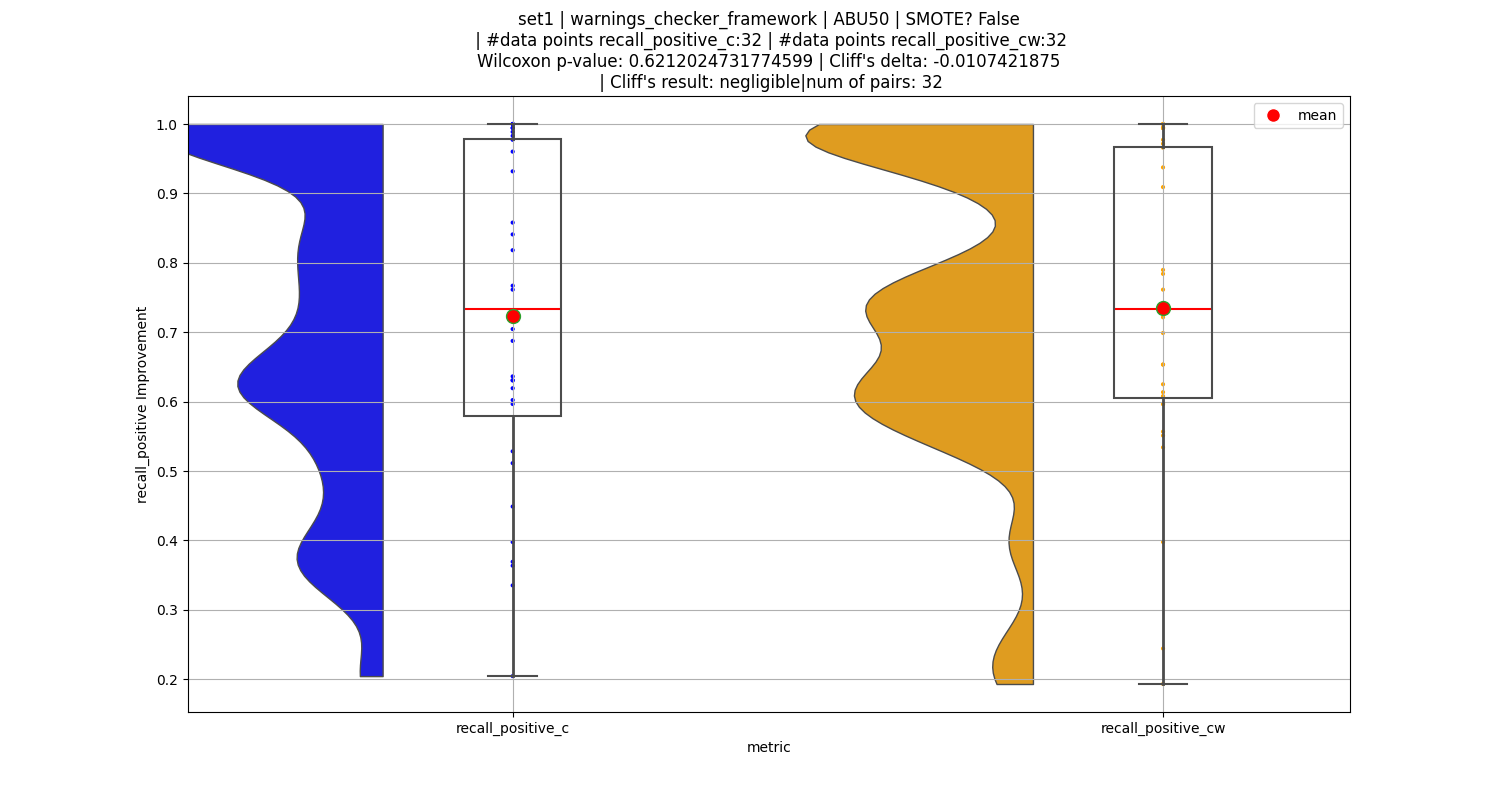 set1 | warnings_checker_framework | ABU50 | SMOTE? False
| #data points recall_positive_c:32 | #data points recall_positive_cw:32
Wilcoxon p-value: 0.6212024731774599 | Cliff's delta: -0.0107421875
| Cliff's result: negligible|num of pairs: 32
mean
1.0
0.9
0.8
0.7
0.6
0.5
0.4
0.3
0.2
recall_positive Improvement
recall_positive_c
recall_positive_cw
metric